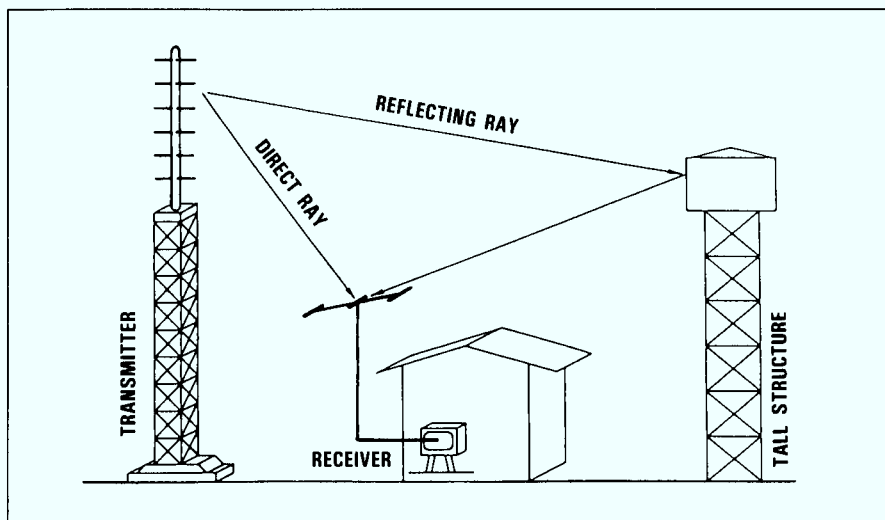 REFLECTING RAY
DIRECT RAY
TRANSMITTER
RECEIVER
TALL STRUCTURE